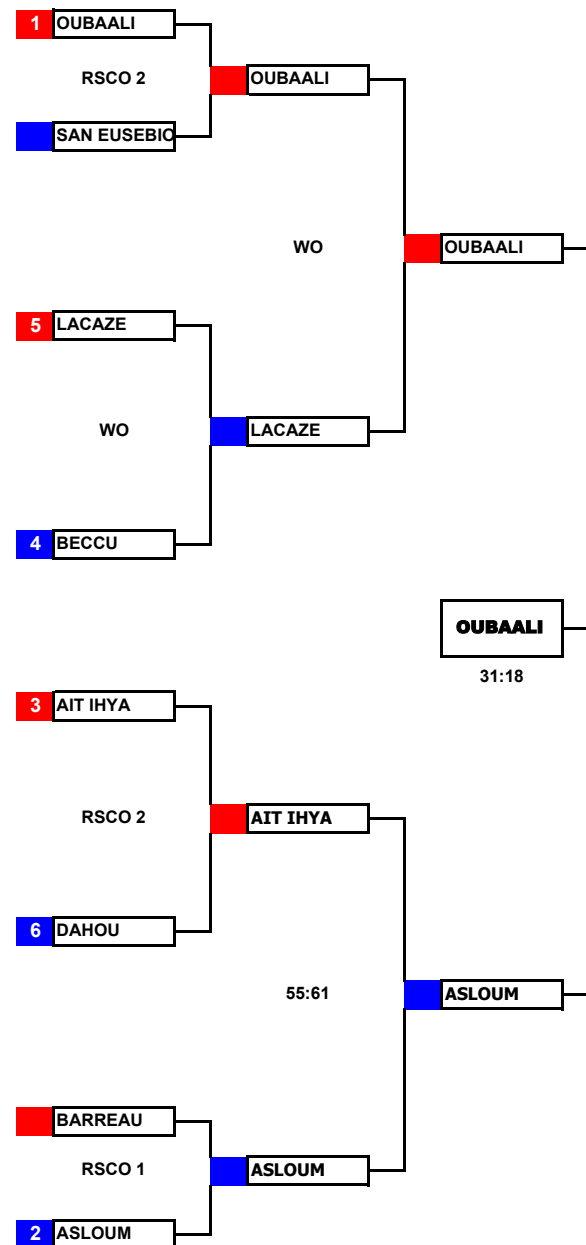 1 OUBAALI
RSCO 2
OUBAALI
SAN EUSEBIO
WO
OUBAALI
5 LACAZE
WO
LACAZE
4 BECCU
OUBAALI
31:18
3 AIT IHYA
RSCO 2
AIT IHYA
6 DAHOU
55:61
ASLOUM
BARREAU
RSCO 1
ASLOUM
2 ASLOUM